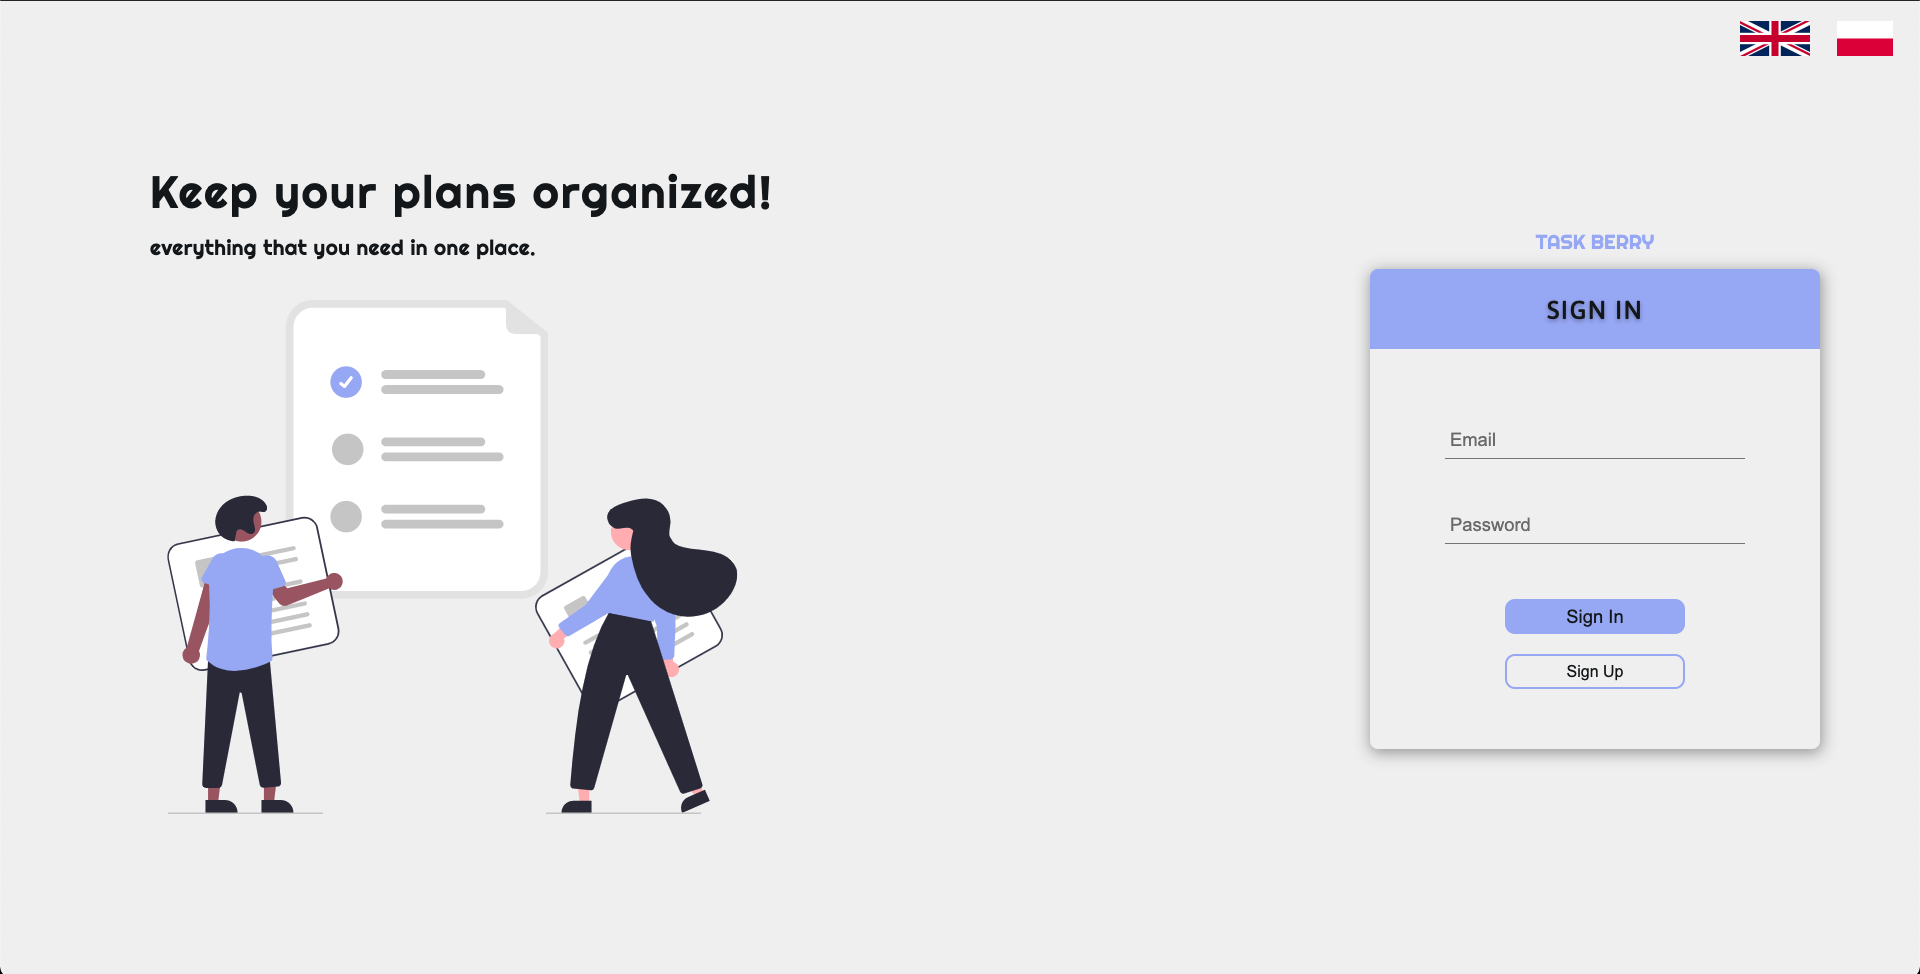 Keep your plans organized!
everything that you need in one place.
TASK BERRY
SIGN IN
Email
Password
Sign In
Sign Up